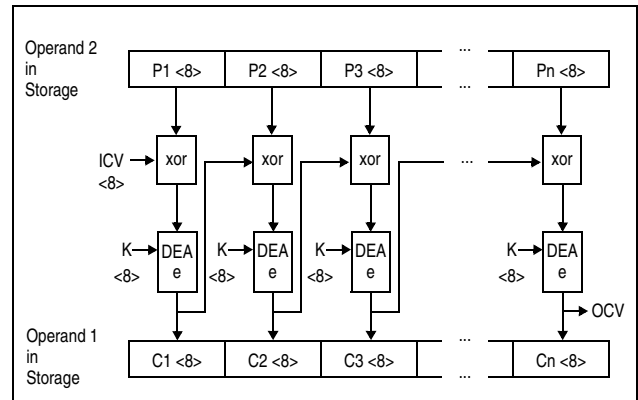 Operand 2
in
Storage
P1 <8> P2 <8> P3 <8> ... ... Pn <8>
ICV
<8>
xor xor xor ... xor
K
<8>
DEA
e
K
<8>
DEA
e
K
<8>
DEA
e
K
<8>
DEA
e
OCV
Operand 1
in
Storage
C1 <8> C2 <8> C3 <8> ... ... Cn <8>